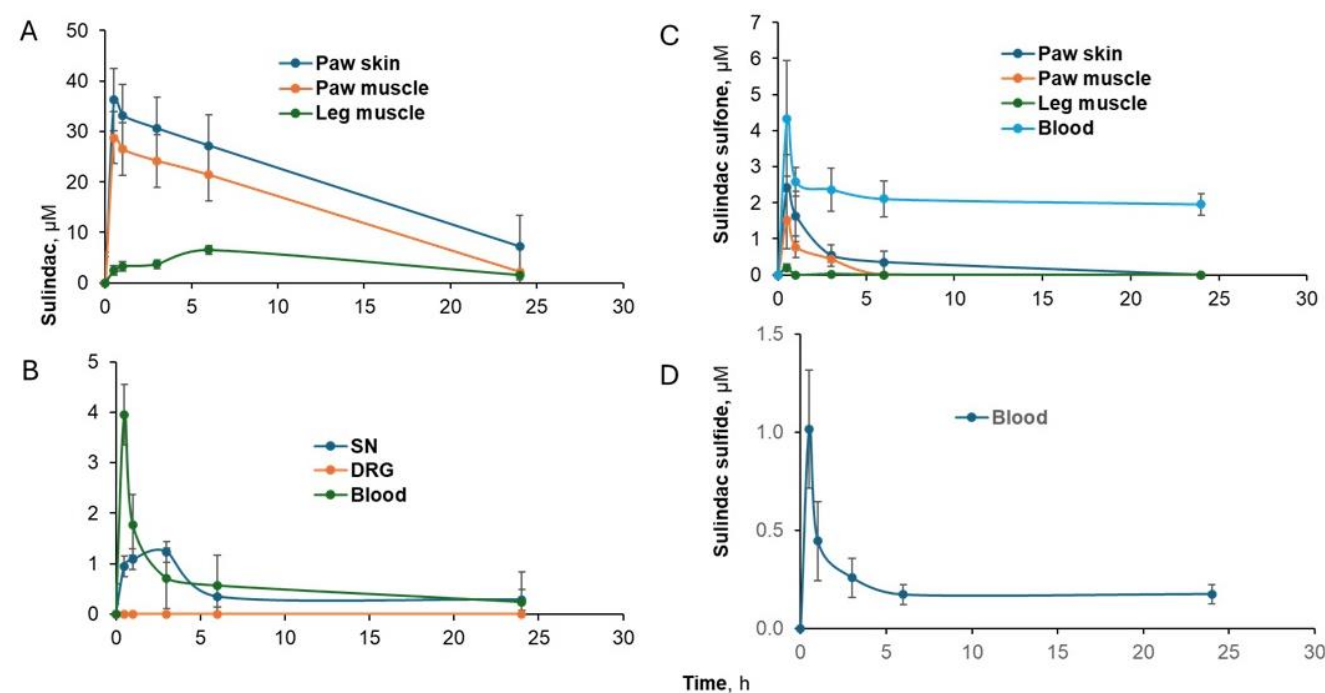 A
50
40
30
20
10
0
Sulindac, µM
Paw skin
Paw muscle
Leg muscle
0 5 10 15 20 25 30
B
5
4
3
2
1
0
SN
DRG
Blood
0 5 10 15 20 25 30
C
7
6
5
4
3
2
1
0
Sulindac sulfone, µM
Paw skin
Paw muscle
Leg muscle
Blood
0 5 10 15 20 25 30
D
1.5
1.0
0.5
0.0
Sulindac sulfide, µM
Blood
0 5 10 15 20 25 30
Time, h